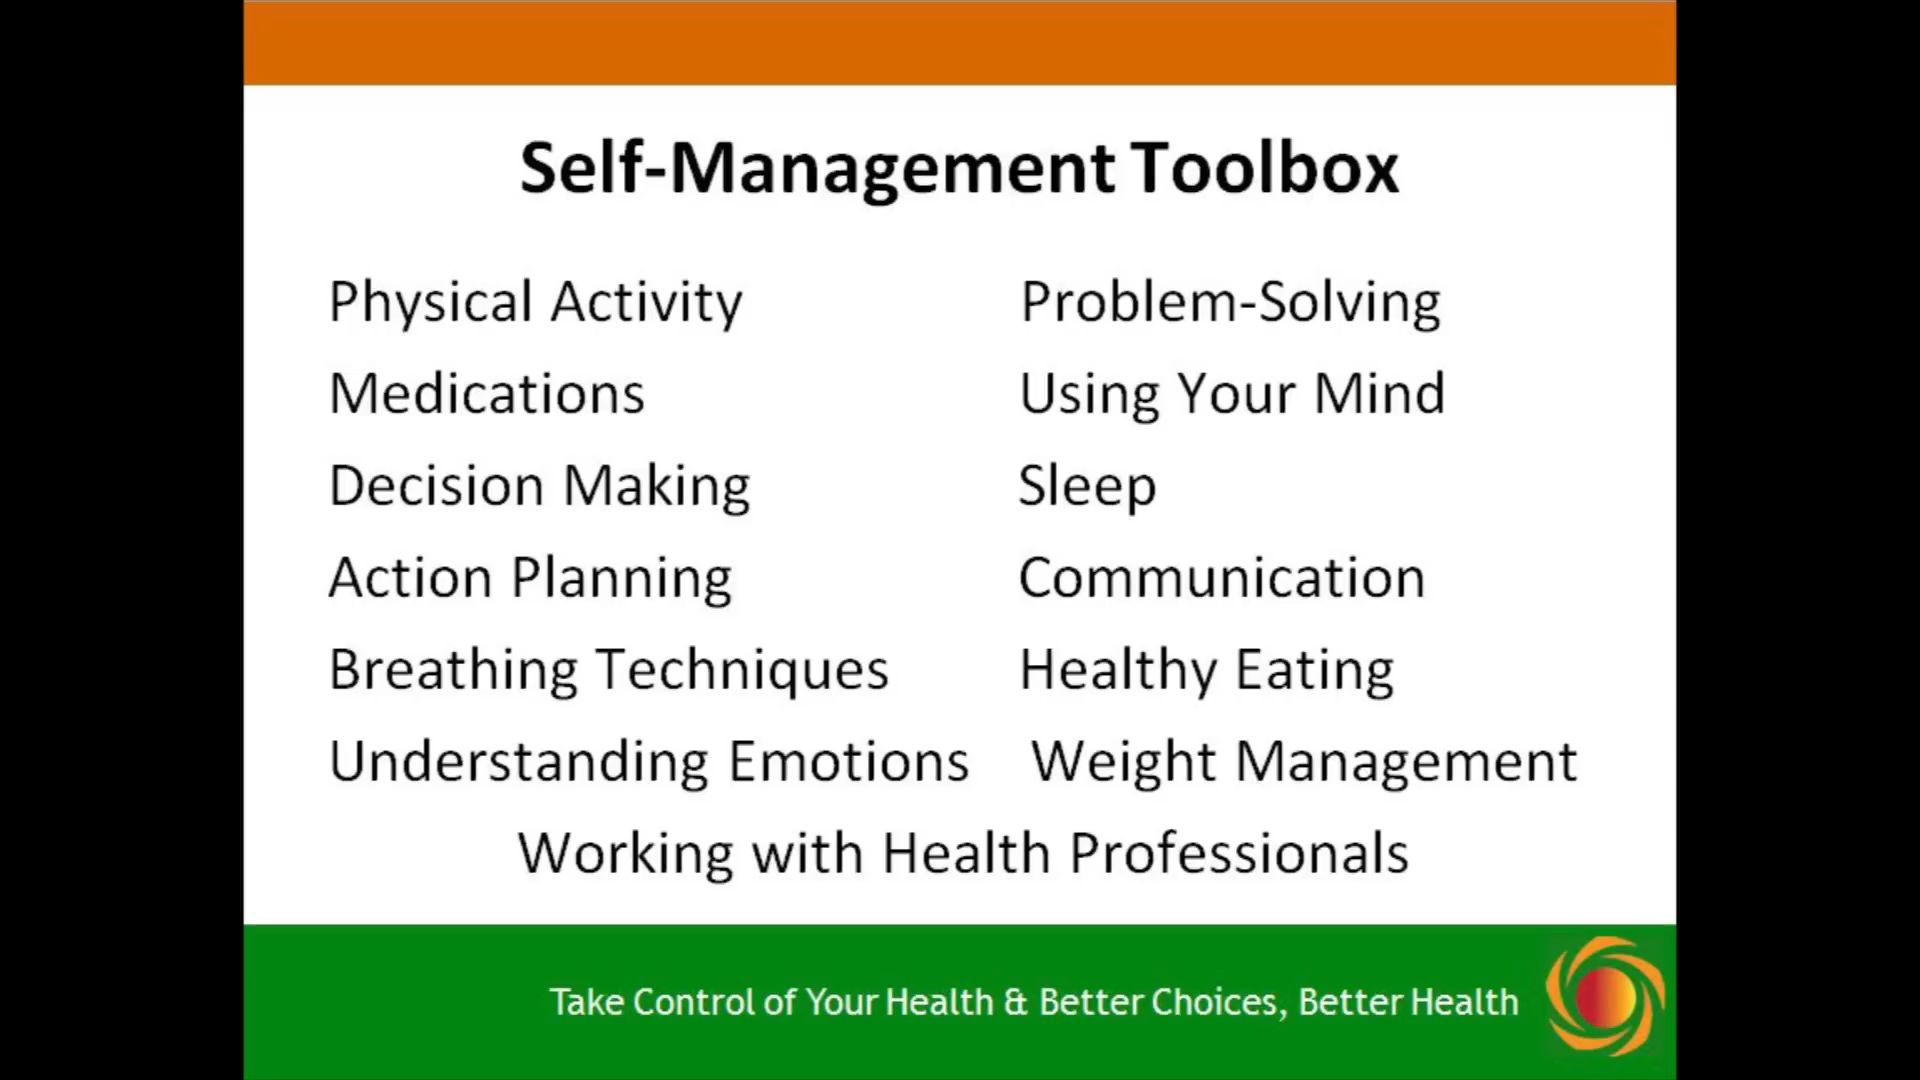 Self-Management Toolbox
Physical Activity Problem-Solving
Medications Using Your Mind
Decision Making Sleep
Action Planning Communication
Breathing Techniques Healthy Eating
Understanding Emotions Weight Management
Working with Health Professionals
Take Control of Your Health & Better Choices, Better Health